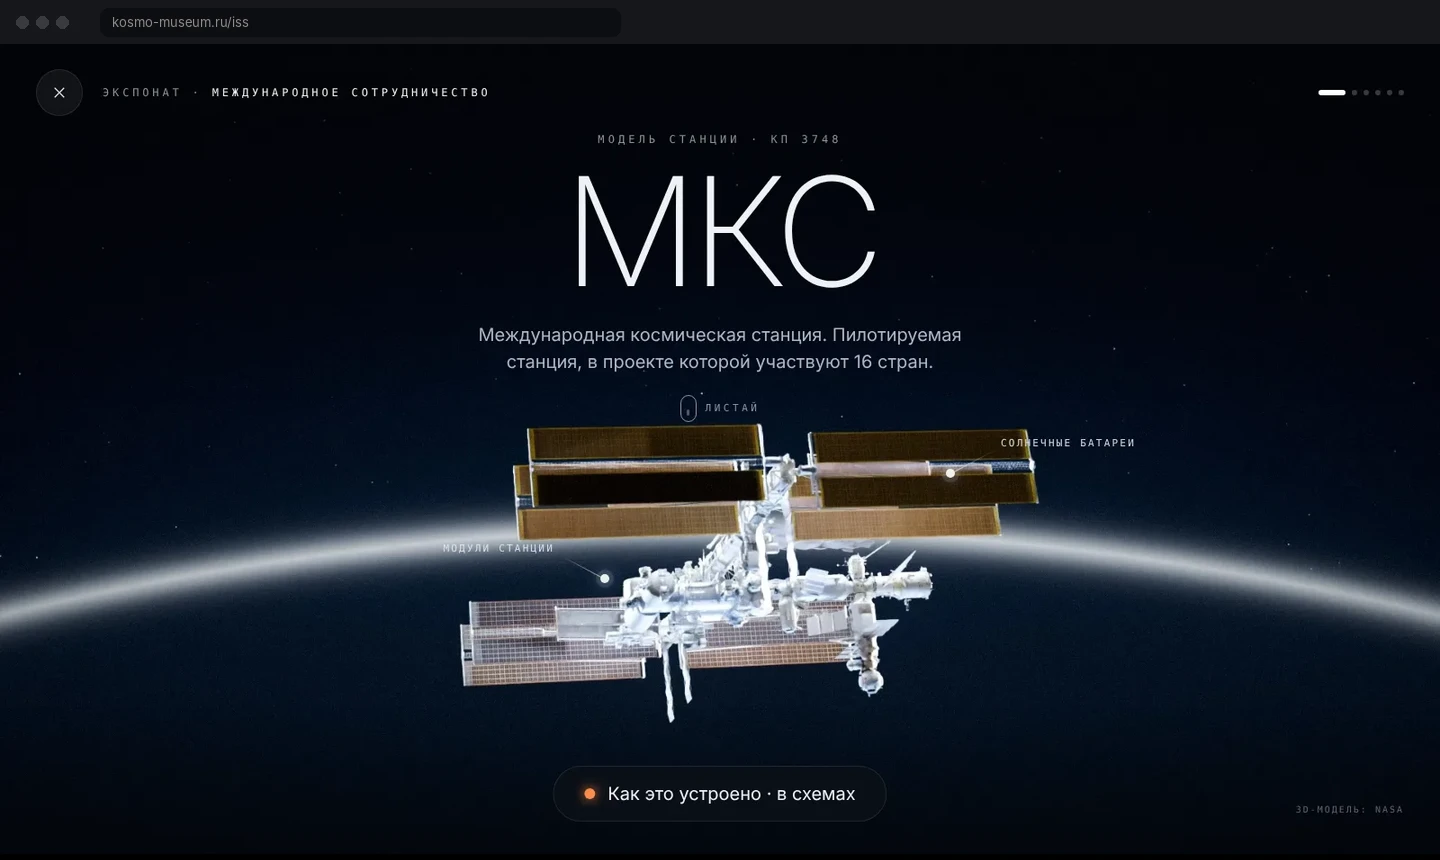 kosmo-museum.ru/iss
ЭКСПОНАТ · МЕЖДУНАРОДНОЕ СОТРУДНИЧЕСТВО
МОДЕЛЬ СТАНЦИИ · КП 3748
МКС
Международная космическая станция. Пилотируемая
станция, в проекте которой участвуют 16 стран.
ЛИСТАЙ
СОЛНЕЧНЫЕ БАТАРЕИ
МОДУЛИ СТАНЦИИ
Как это устроено · в схемах
3D-МОДЕЛЬ: NASA